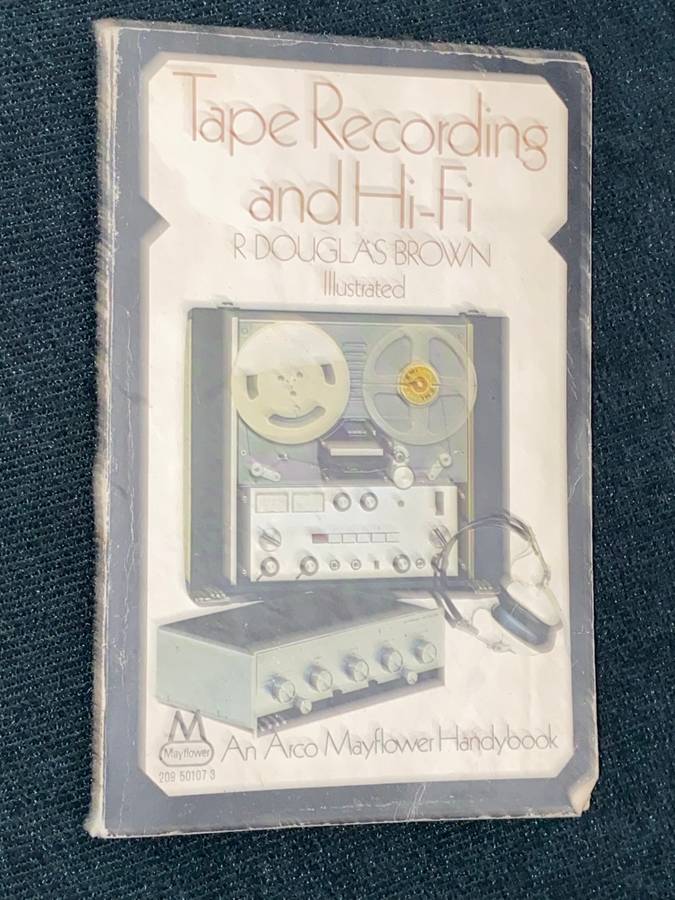 Tape Recording
and Hi-Fi
R DOUGLAS BROWN
Illustrated
M
Mayflower
An Arco Mayflower Handybook
209 50107 3